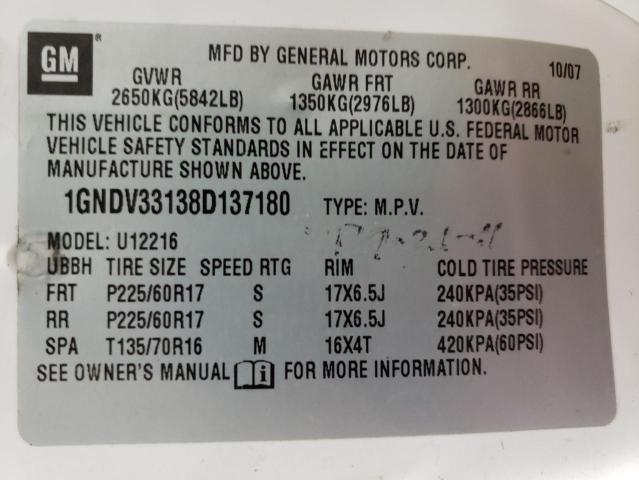 GM®
MFD BY GENERAL MOTORS CORP. 10/07
GVWR GAWR FRT GAWR RR
2650KG(5842LB) 1350KG(2976LB) 1300KG(2866LB)
THIS VEHICLE CONFORMS TO ALL APPLICABLE U.S. FEDERAL MOTOR
VEHICLE SAFETY STANDARDS IN EFFECT ON THE DATE OF
MANUFACTURE SHOWN ABOVE.
1GNDV33138D137180 TYPE: M.P.V.
MODEL: U12216
UBBH TIRE SIZE SPEED RTG RIM COLD TIRE PRESSURE
FRT P225/60R17 S 17X6.5J 240KPA(35PSI)
RR P225/60R17 S 17X6.5J 240KPA(35PSI)
SPA T135/70R16 M 16X4T 420KPA(60PSI)
SEE OWNER'S MANUAL i FOR MORE INFORMATION.